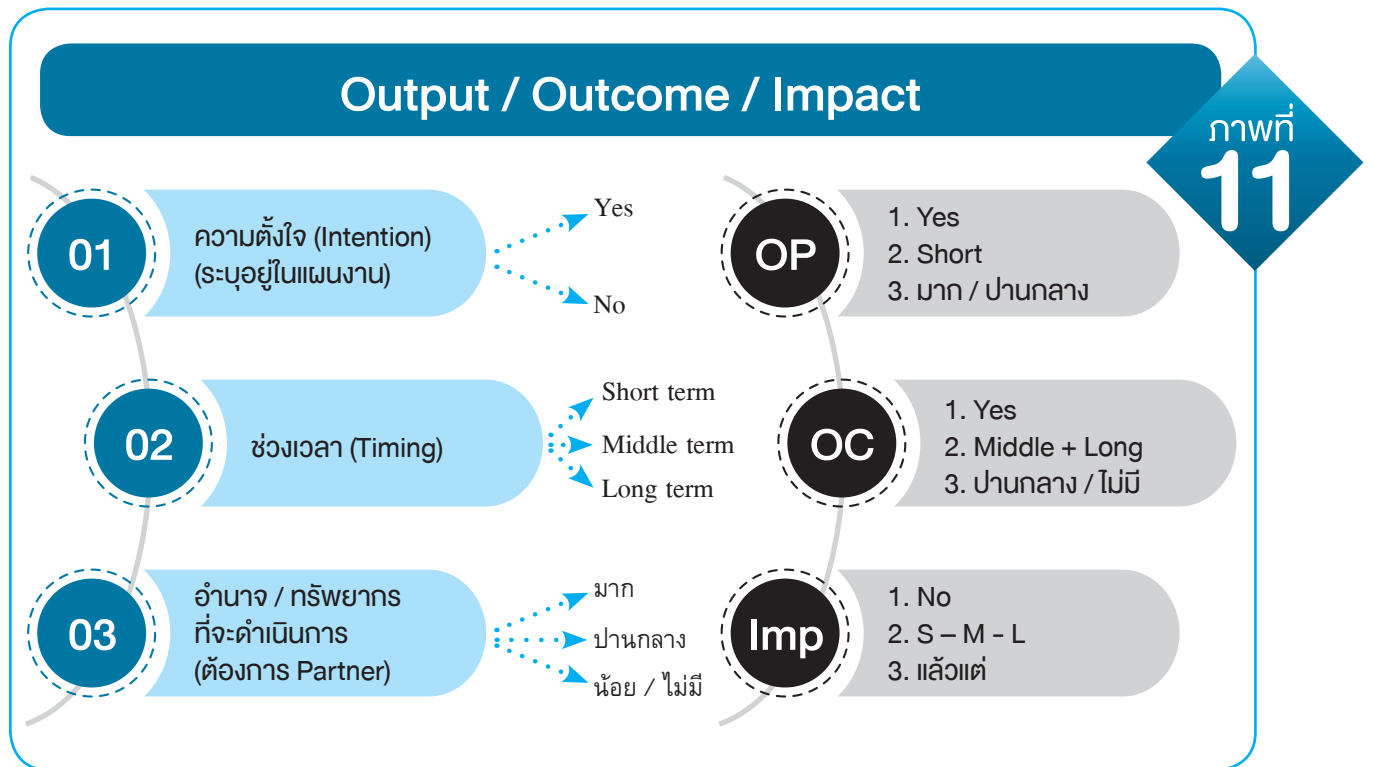 Output / Outcome / Impact
ภาพที่
11
01
ความตั้งใจ (Intention)
(ระบุอยู่ในแผนงาน)
Yes
No
02
ช่วงเวลา (Timing)
Short term
Middle term
Long term
03
อำนาจ / ทรัพยากร
ที่จะดำเนินการ
(ต้องการ Partner)
มาก
ปานกลาง
น้อย / ไม่มี
OP
1. Yes
2. Short
3. มาก / ปานกลาง
OC
1. Yes
2. Middle + Long
3. ปานกลาง / ไม่มี
Imp
1. No
2. S – M - L
3. แล้วแต่